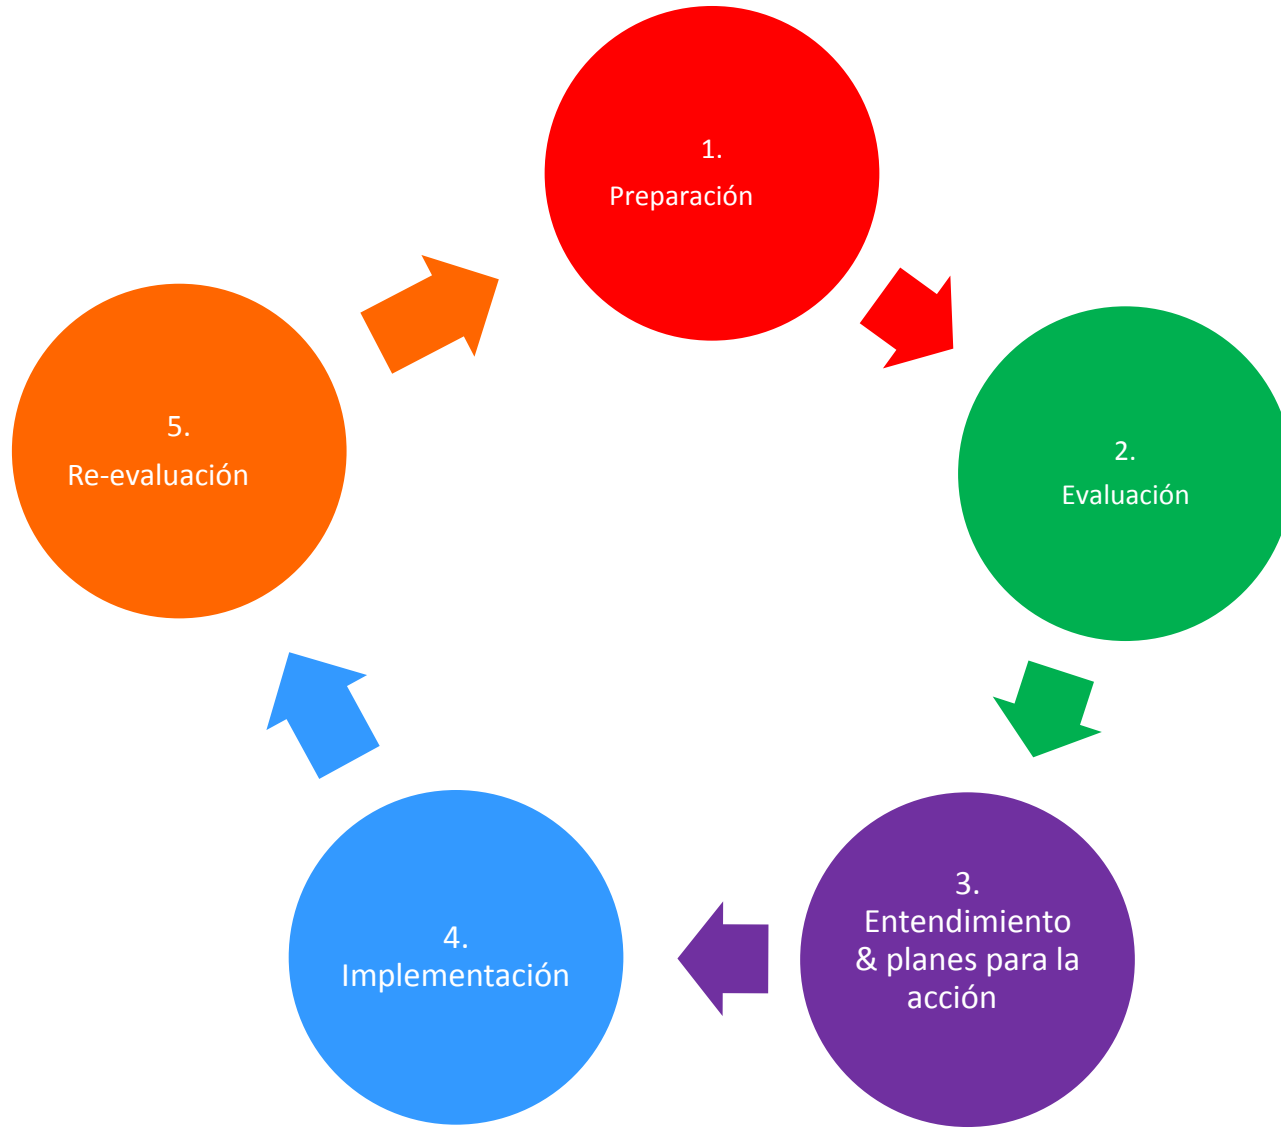 1.
Preparación
2.
Evaluación
3.
Entendimiento
& planes para la
acción
4.
Implementación
5.
Re-evaluación